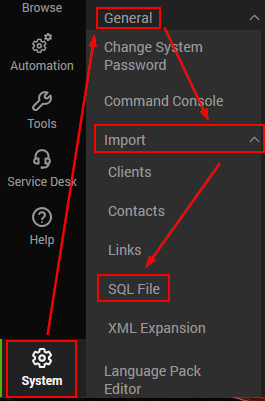 Browse
Automation
Tools
Service Desk
Help
System
General
Change System
Password
Command Console
Import
Clients
Contacts
Links
SQL File
XML Expansion
Language Pack
Editor